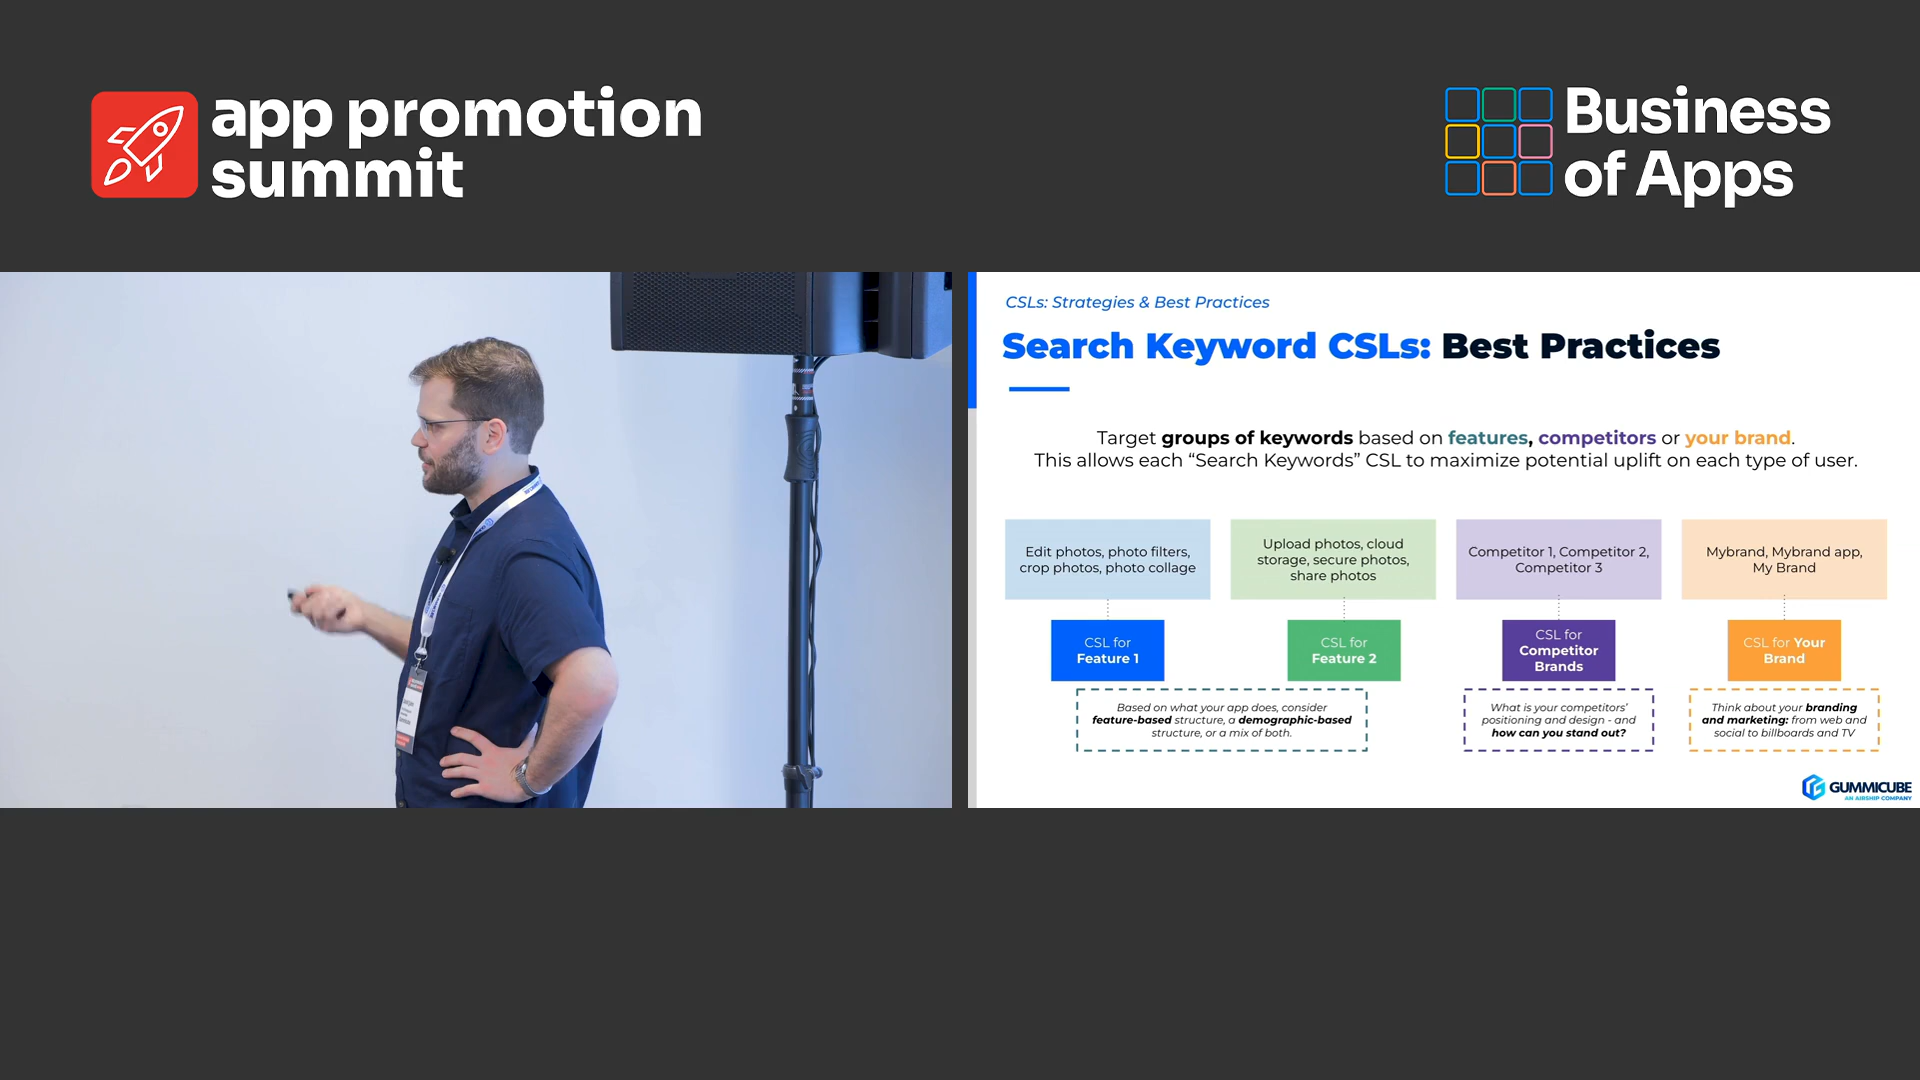 app promotion
summit
Business
of Apps
CSLs: Strategies & Best Practices
Search Keyword CSLs: Best Practices
Target groups of keywords based on features, competitors or your brand.
This allows each “Search Keywords” CSL to maximize potential uplift on each type of user.
Edit photos, photo filters,
crop photos, photo collage
Upload photos, cloud
storage, secure photos,
share photos
Competitor 1, Competitor 2,
Competitor 3
Mybrand, Mybrand app,
My Brand
CSL for
Feature 1
CSL for
Feature 2
CSL for
Competitor
Brands
CSL for Your
Brand
Based on what your app does, consider
feature-based structure, a demographic-based
structure, or a mix of both.
What is your competitors’
positioning and design - and
how can you stand out?
Think about your branding
and marketing: from web and
social to billboards and TV
GUMMICUBE
AN AIRSHIP COMPANY